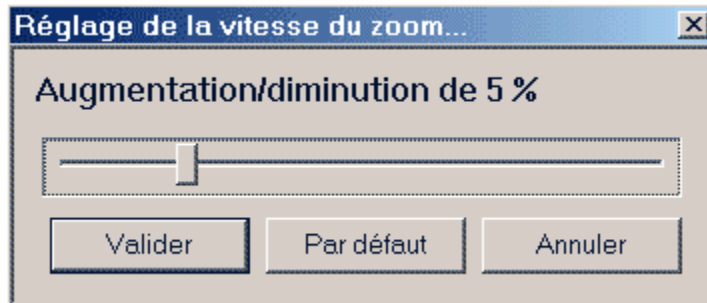 Réglage de la vitesse du zoom...
Augmentation/diminution de 5 %
Valider
Par défaut
Annuler